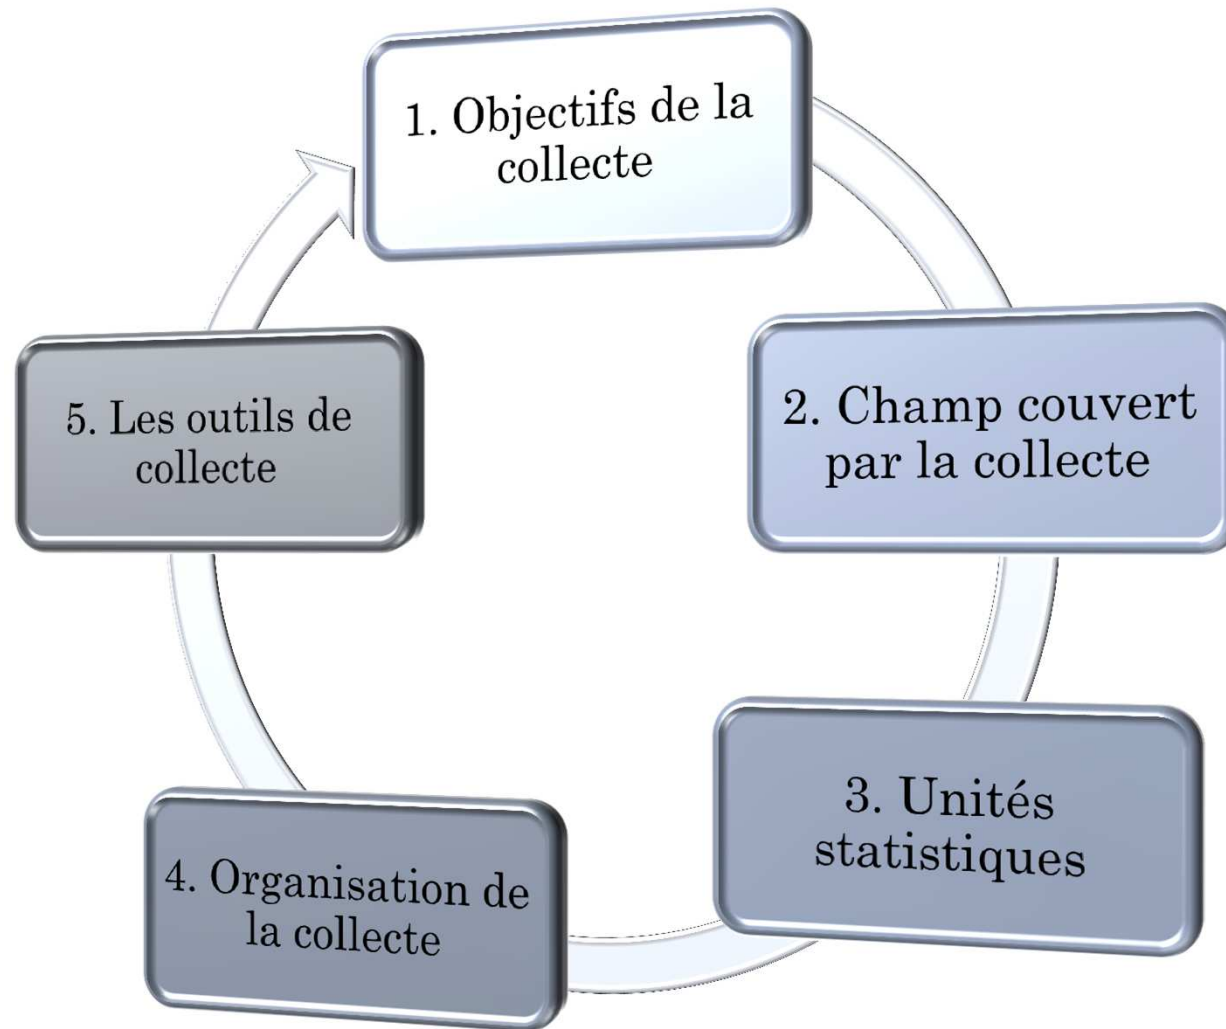 1. Objectifs de la
collecte
2. Champ couvert
par la collecte
3. Unités
statistiques
4. Organisation de
la collecte
5. Les outils de
collecte